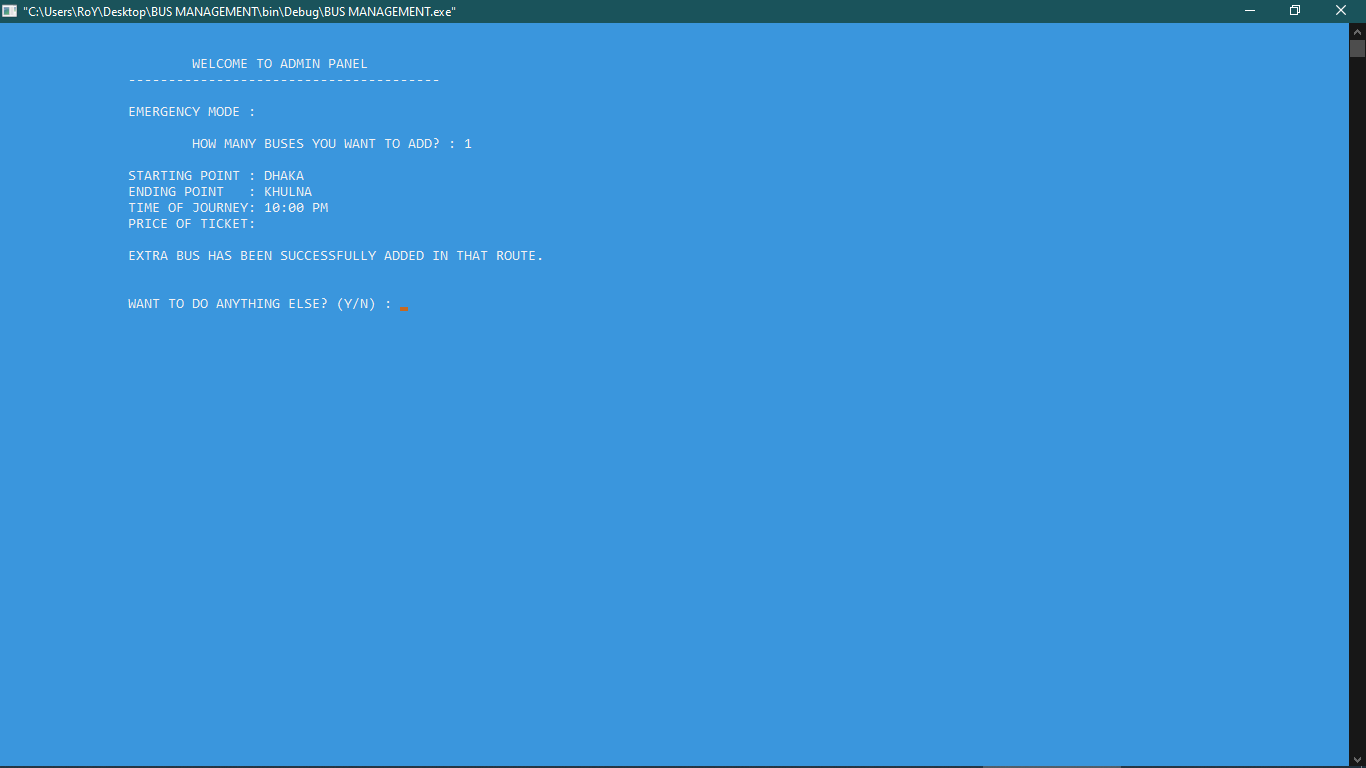 "C:\Users\RoY\Desktop\BUS MANAGEMENT\bin\Debug\BUS MANAGEMENT.exe"
WELCOME TO ADMIN PANEL
---------------------------------------
EMERGENCY MODE :
HOW MANY BUSES YOU WANT TO ADD? : 1
STARTING POINT : DHAKA
ENDING POINT   : KHULNA
TIME OF JOURNEY: 10:00 PM
PRICE OF TICKET:
EXTRA BUS HAS BEEN SUCCESSFULLY ADDED IN THAT ROUTE.
WANT TO DO ANYTHING ELSE? (Y/N) :